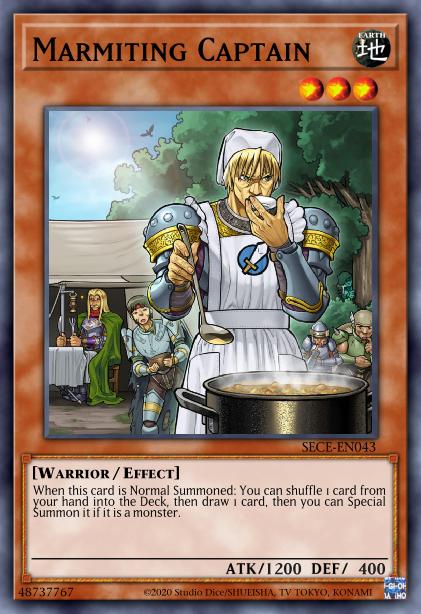 Marmiting Captain
EARTH
地
SECE-EN043
[Warrior / Effect]
When this card is Normal Summoned: You can shuffle 1 card from
your hand into the Deck, then draw 1 card, then you can Special
Summon it if it is a monster.
ATK/1200 DEF/ 400
48737767
©2020 Studio Dice/SHUEISHA, TV TOKYO, KONAMI